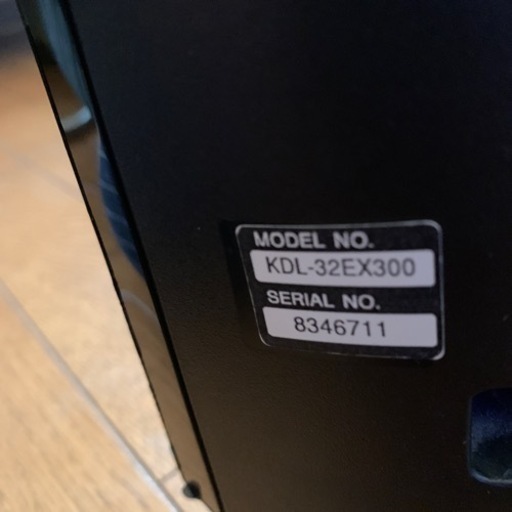 MODEL NO.
KDL-32EX300
SERIAL NO.
8346711